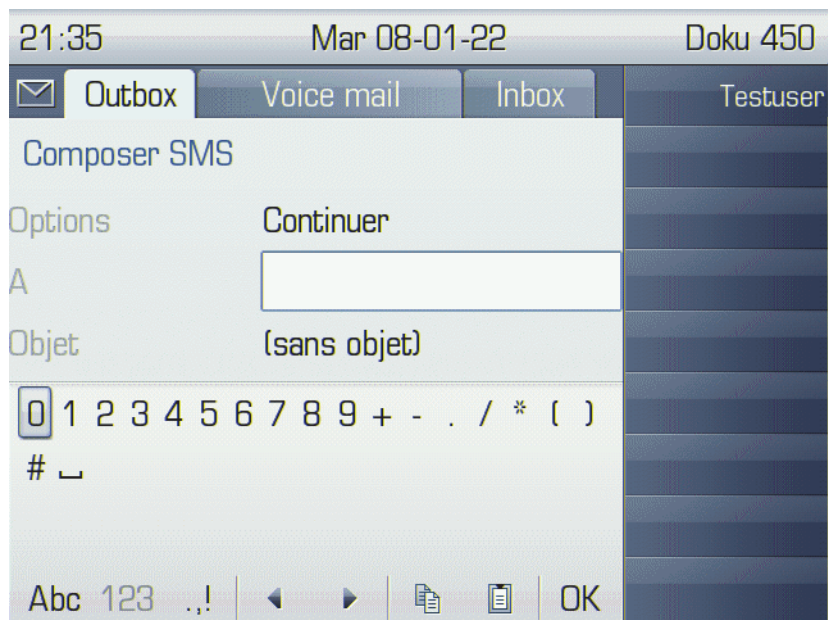 21:35 Mar 08-01-22 Doku 450
Outbox Voice mail Inbox Testuser
Composer SMS
Options Continuer
A
Objet (sans objet)
0 1 2 3 4 5 6 7 8 9 + - . / * ( )
# ⎵
Abc 123 .,! OK